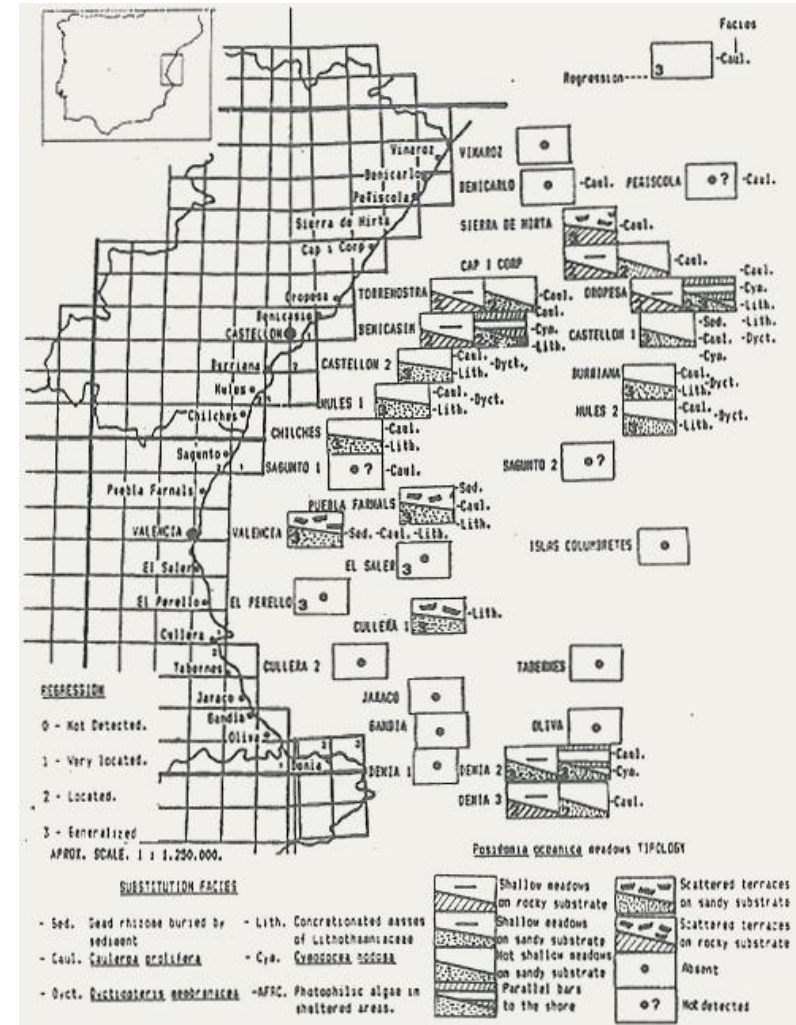 Facies
-Caul.
Regression----
3
Vinaroz
Benicarlo
Peñiscola
Sierra de Hirta
Cap i Corp
Oropesa
Benicasim
CASTELLON
Burriana
Nules
Chilches
Sagunto
Puebla Farnals
VALENCIA
El Saler
El Perello
Cullera
Tabernes
Jaraco
Gandia
Oliva
Denia
VINAROZ
BENICARLO -Caul.
PEÑISCOLA ? -Caul.
SIERRA DE HIRTA -Caul.
CAP I CORP -Caul.
TORRENOSTRA -Caul.
OROPESA -Caul.
-Cym.
-Lith.
BENICASIM -Caul.
-Cym.
-Lith.
CASTELLON 1 -Sed. -Lith.
-Caul. -Dyct.
-Cym.
CASTELLON 2 -Caul. -Dyct.
-Lith.
BURRIANA -Caul.
-Lith. Dyct.
NULES 1 -Caul. -Dyct.
-Lith.
NULES 2 -Caul. -Dyct.
-Lith.
CHILCHES -Caul.
-Lith.
SAGUNTO 1 ? -Caul.
SAGUNTO 2 ?
PUEBLA FARNALS -Sed.
-Caul.
-Lith.
VALENCIA -Sed. -Caul. -Lith.
ISLAS COLUMBRETES
EL SALER 3
EL PERELLO 3
CULLERA 1 -Lith.
CULLERA 2
TABERNES
JARACO
GANDIA
OLIVA
DENIA 1
DENIA 2 -Caul.
-Cym.
DENIA 3 -Caul.
REGRESSION
0 - Not Detected.
1 - Very located.
2 - Located.
3 - Generalized
APROX. SCALE. 1 : 1.250.000.
SUBSTITUTION FACIES
- Sed. Dead rhizome buried by
sediment
- Caul. Caulerpa prolifera
- Dyct. Dyctiopteris membranacea
- Lith. Concretionated masses
of Lithothamniaceae
- Cym. Cymodocea nodosa
-AFRC. Photophilic algae in
sheltered areas.
Posidonia oceanica meadows TIPOLOGY
Shallow meadows
on rocky substrate
Shallow meadows
on sandy substrate
Not shallow meadows
on sandy substrate
Parallel bars
to the shore
Scattered terraces
on sandy substrate
Scattered terraces
on rocky substrate
Absent
? Not detected